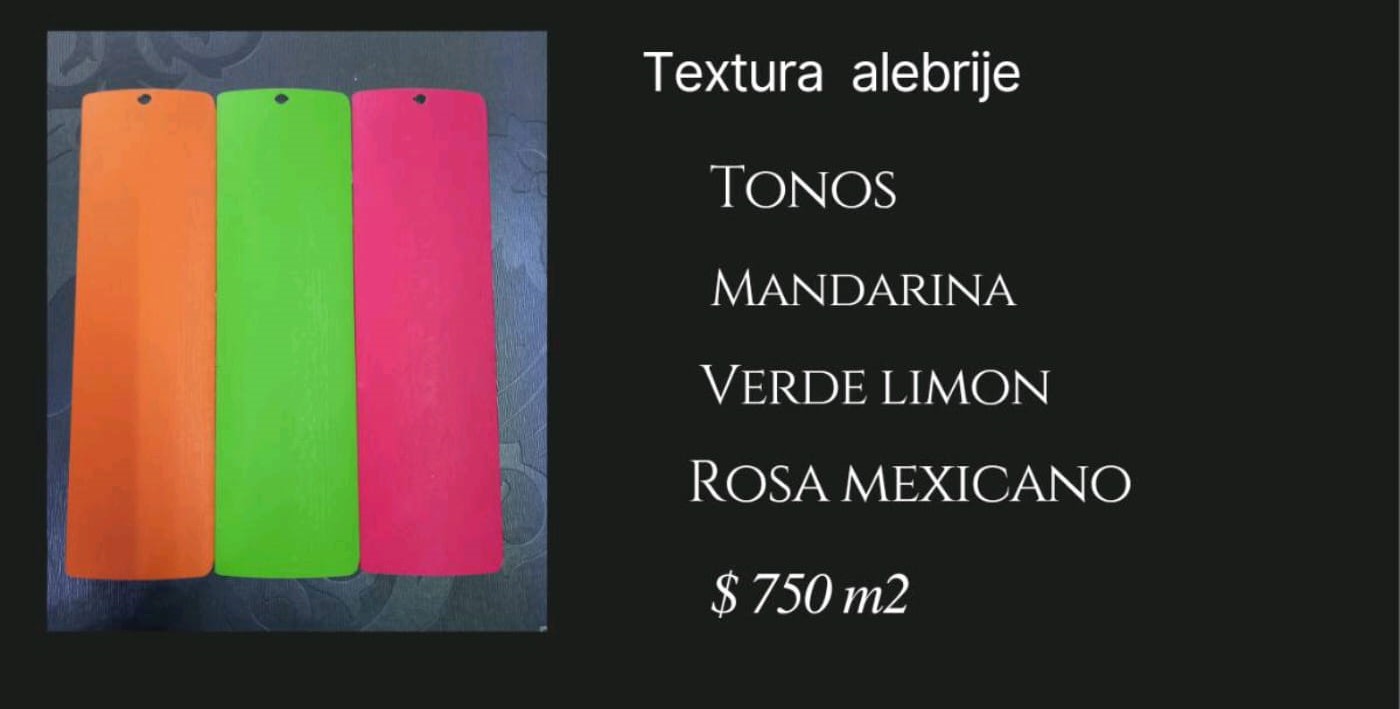 Textura alebrije
TONOS
MANDARINA
VERDE LIMON
ROSA MEXICANO
$ 750 m2